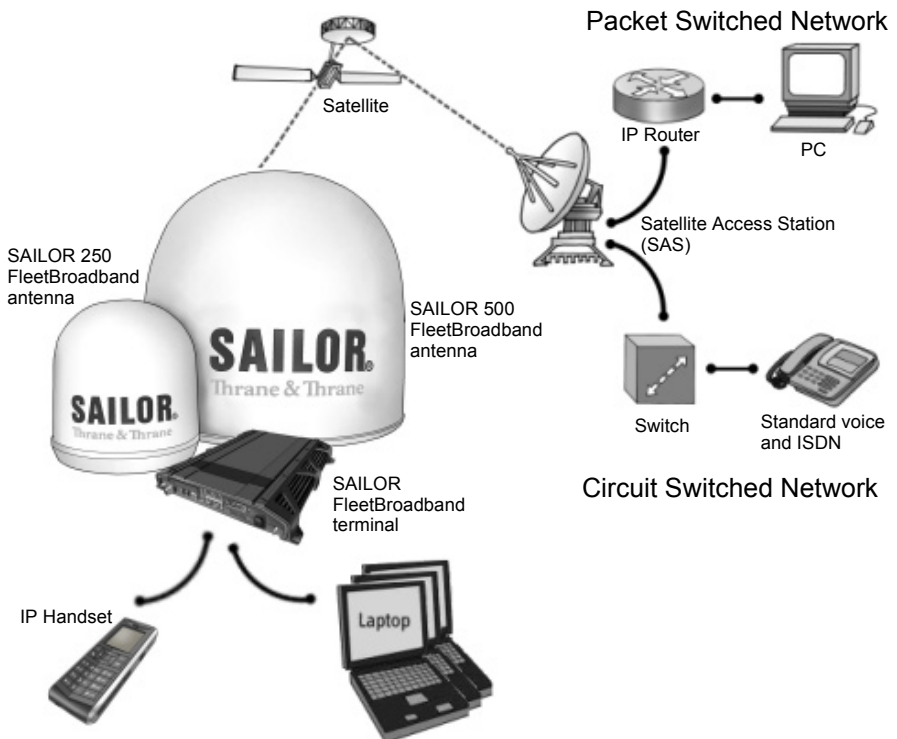 Packet Switched Network
Satellite
IP Router
PC
Satellite Access Station
(SAS)
SAILOR 250
FleetBroadband
antenna
SAILOR 500
FleetBroadband
antenna
SAILOR®
Thrane & Thrane
SAILOR®
Thrane & Thrane
Switch
Standard voice
and ISDN
Circuit Switched Network
SAILOR
FleetBroadband
terminal
IP Handset
Laptop